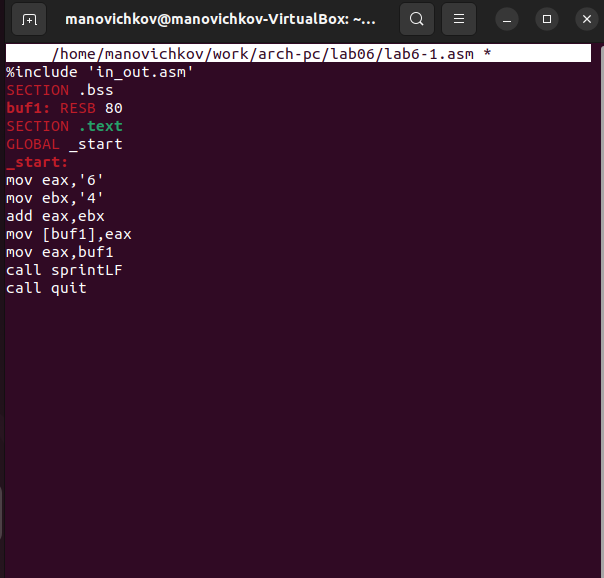 manovichkov@manovichkov-VirtualBox: ~...
/home/manovichkov/work/arch-pc/lab06/lab6-1.asm *
%include 'in_out.asm'
SECTION .bss
buf1: RESB 80
SECTION .text
GLOBAL _start
_start:
mov eax,'6'
mov ebx,'4'
add eax,ebx
mov [buf1],eax
mov eax,buf1
call sprintLF
call quit